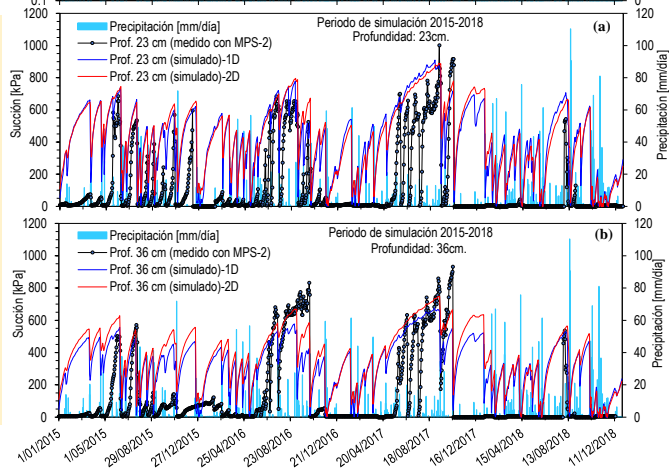 0.1 0
Periodo de simulación 2015-2018
Profundidad: 23cm.
(a)
Precipitación [mm/día]
Prof. 23 cm (medido con MPS-2)
Prof. 23 cm (simulado)-1D
Prof. 23 cm (simulado)-2D
Succión [kPa]
1200
1000
800
600
400
200
0
Precipitación [mm/día]
120
100
80
60
40
20
0
Periodo de simulación 2015-2018
Profundidad: 36cm.
(b)
Precipitación [mm/día]
Prof. 36 cm (medido con MPS-2)
Prof. 36 cm (simulado)-1D
Prof. 36 cm (simulado)-2D
Succión [kPa]
1200
1000
800
600
400
200
0
Precipitación [mm/día]
120
100
80
60
40
20
0
1/01/2015
1/05/2015
29/08/2015
27/12/2015
25/04/2016
23/08/2016
21/12/2016
20/04/2017
18/08/2017
16/12/2017
15/04/2018
13/08/2018
11/12/2018